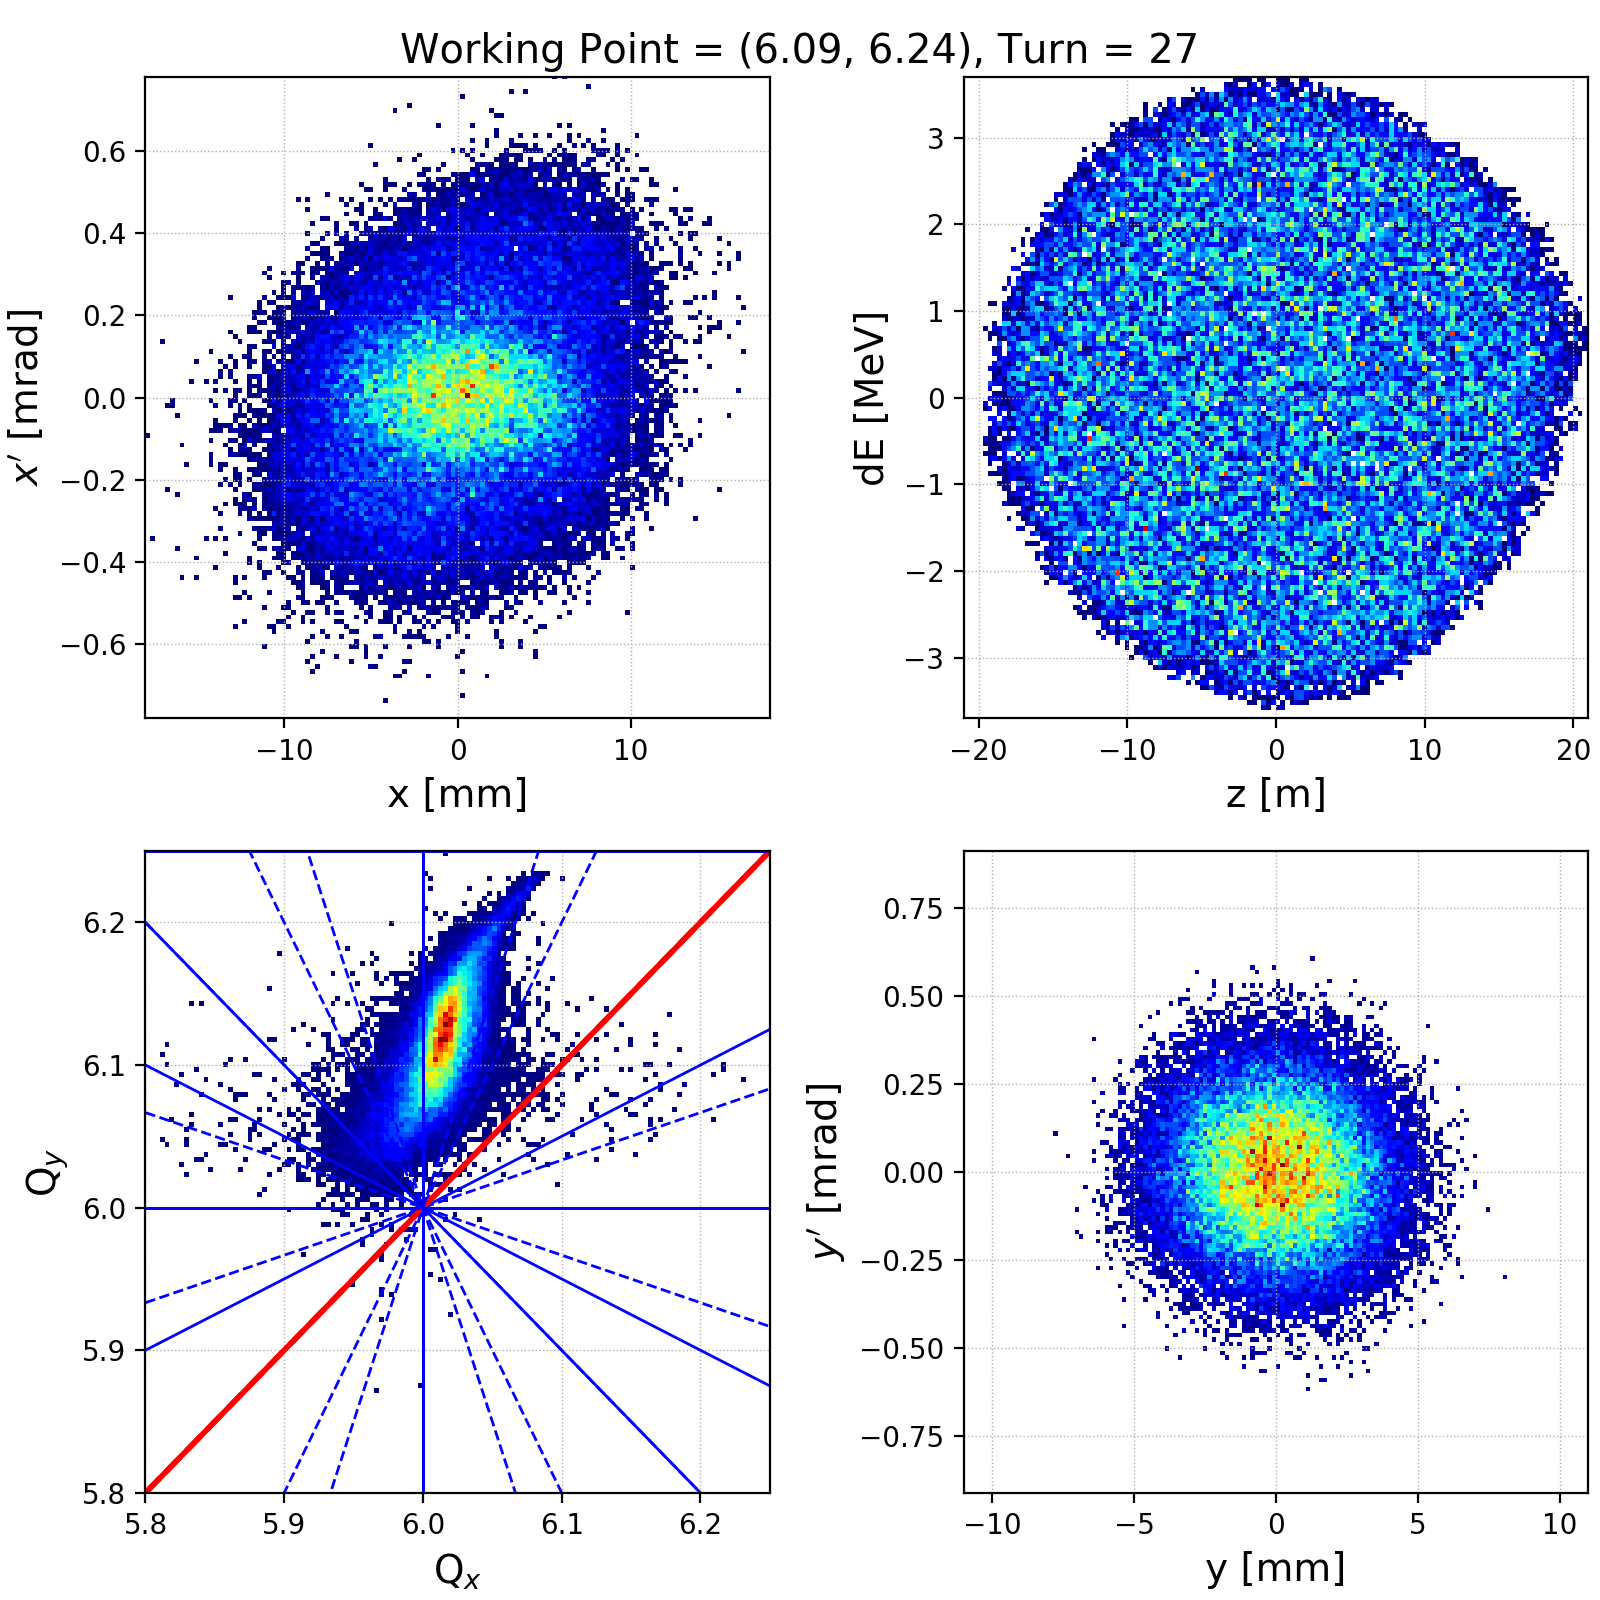 Working Point = (6.09, 6.24), Turn = 27
0.6
0.4
0.2
0.0
−0.2
−0.4
−0.6
x′ [mrad]
−10 0 10
x [mm]
3
2
1
0
−1
−2
−3
dE [MeV]
−20 −10 0 10 20
z [m]
6.2
6.1
6.0
5.9
5.8
Qy
5.8 5.9 6.0 6.1 6.2
Qx
0.75
0.50
0.25
0.00
−0.25
−0.50
−0.75
y′ [mrad]
−10 −5 0 5 10
y [mm]